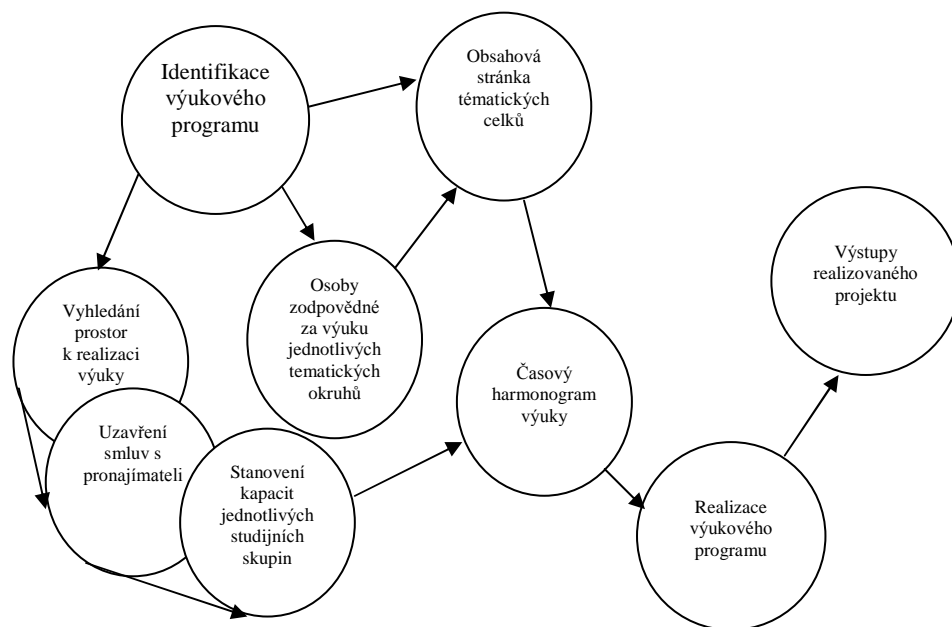 Identifikace
výukového
programu
Obsahová
stránka
tématických
celků
Osoby
zodpovědné
za výuku
jednotlivých
tematických
okruhů
Vyhledání
prostor
k realizaci
výuky
Uzavření
smluv s
pronajímateli
Stanovení
kapacit
jednotlivých
studijních
skupin
Časový
harmonogram
výuky
Realizace
výukového
programu
Výstupy
realizovaného
projektu